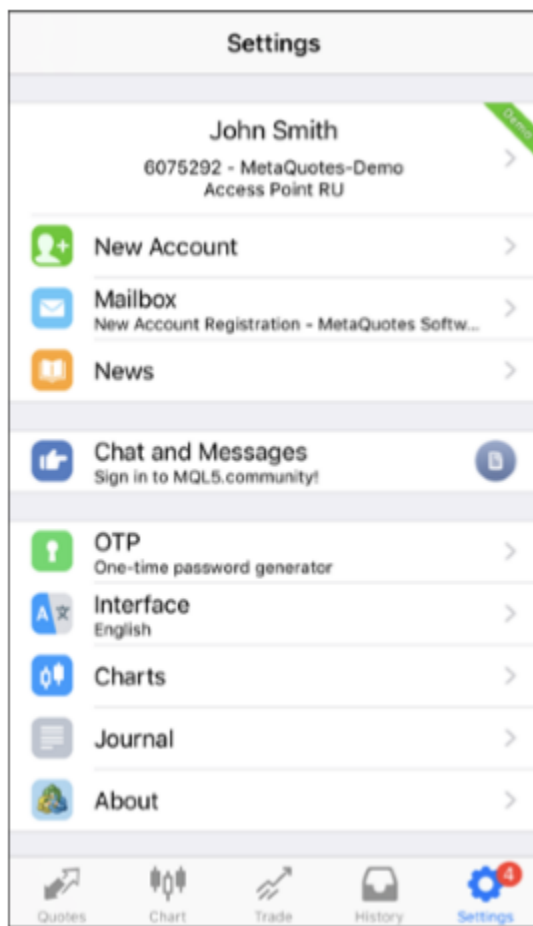 Settings
John Smith
Demo
6075292 - MetaQuotes-Demo
Access Point RU
New Account
Mailbox
New Account Registration - MetaQuotes Softw...
News
Chat and Messages
Sign in to MQL5.community!
OTP
One-time password generator
A 文
Interface
English
Charts
Journal
About
4
Quotes Chart Trade History Settings